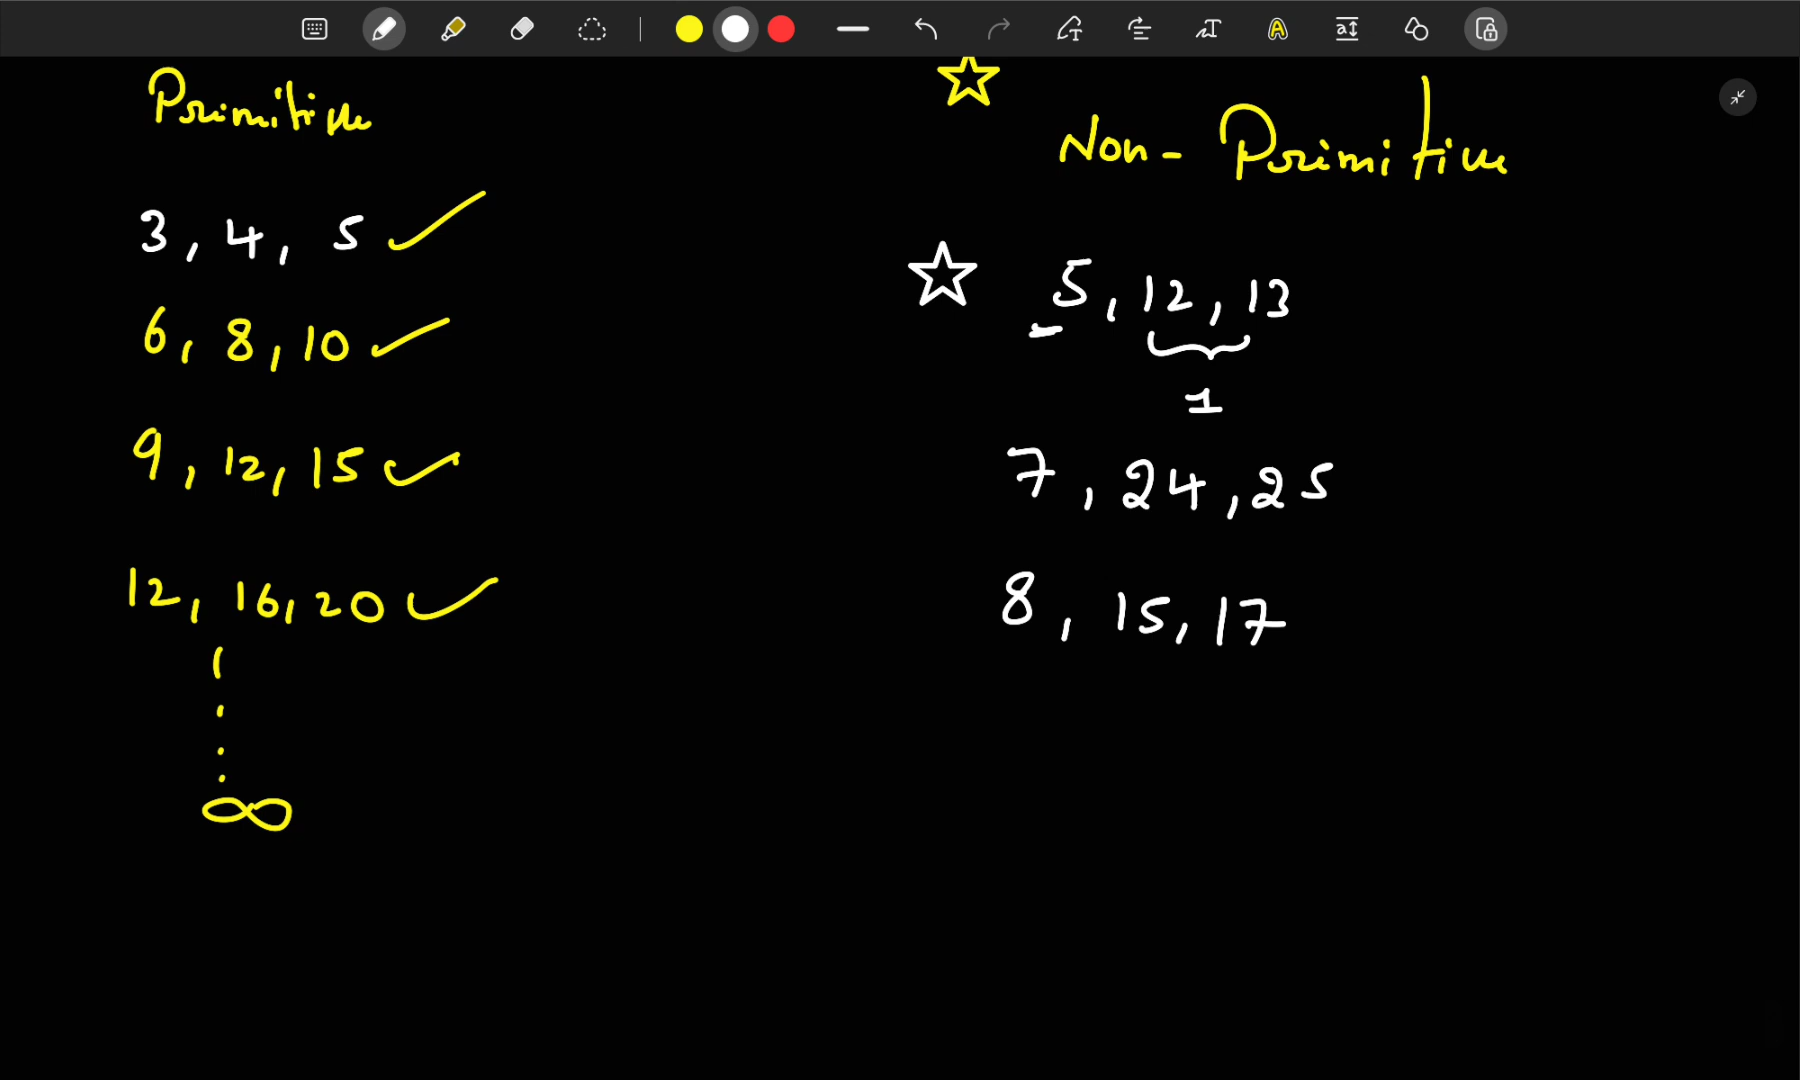 Primitive
3, 4, 5
6, 8, 10
9, 12, 15
12, 16, 20
∞
Non-Primitive
5, 12, 13
1
7, 24, 25
8, 15, 17